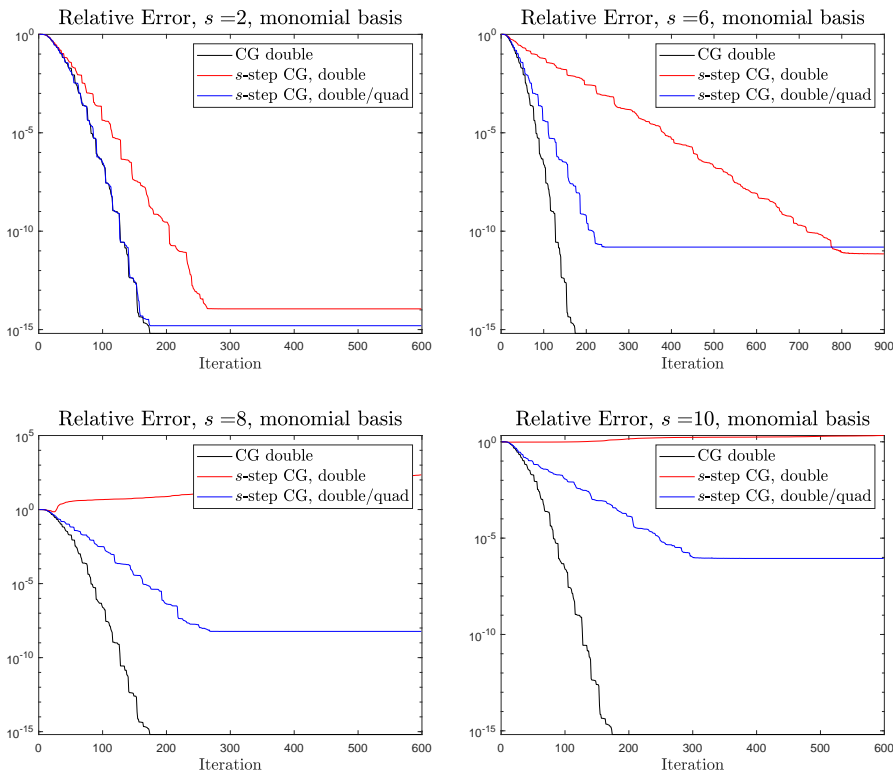 Relative Error, s =2, monomial basis
10^0
10^-5
10^-10
10^-15
CG double
s-step CG, double
s-step CG, double/quad
0 100 200 300 400 500 600
Iteration
Relative Error, s =6, monomial basis
10^0
10^-5
10^-10
10^-15
CG double
s-step CG, double
s-step CG, double/quad
0 100 200 300 400 500 600 700 800 900
Iteration
Relative Error, s =8, monomial basis
10^5
10^0
10^-5
10^-10
10^-15
CG double
s-step CG, double
s-step CG, double/quad
0 100 200 300 400 500 600
Iteration
Relative Error, s =10, monomial basis
10^0
10^-5
10^-10
10^-15
CG double
s-step CG, double
s-step CG, double/quad
0 100 200 300 400 500 600
Iteration